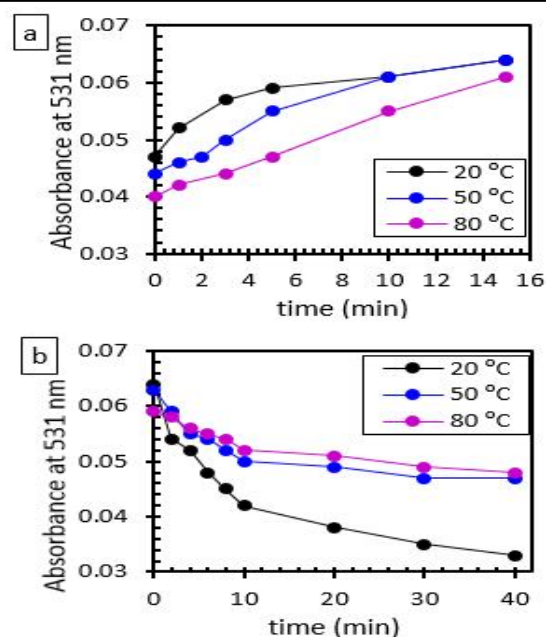 a
Absorbance at 531 nm
0.07
0.06
0.05
0.04
0.03
20 °C
50 °C
80 °C
0 2 4 6 8 10 12 14 16
time (min)
b
Absorbance at 531 nm
0.07
0.06
0.05
0.04
0.03
20 °C
50 °C
80 °C
0 10 20 30 40
time (min)